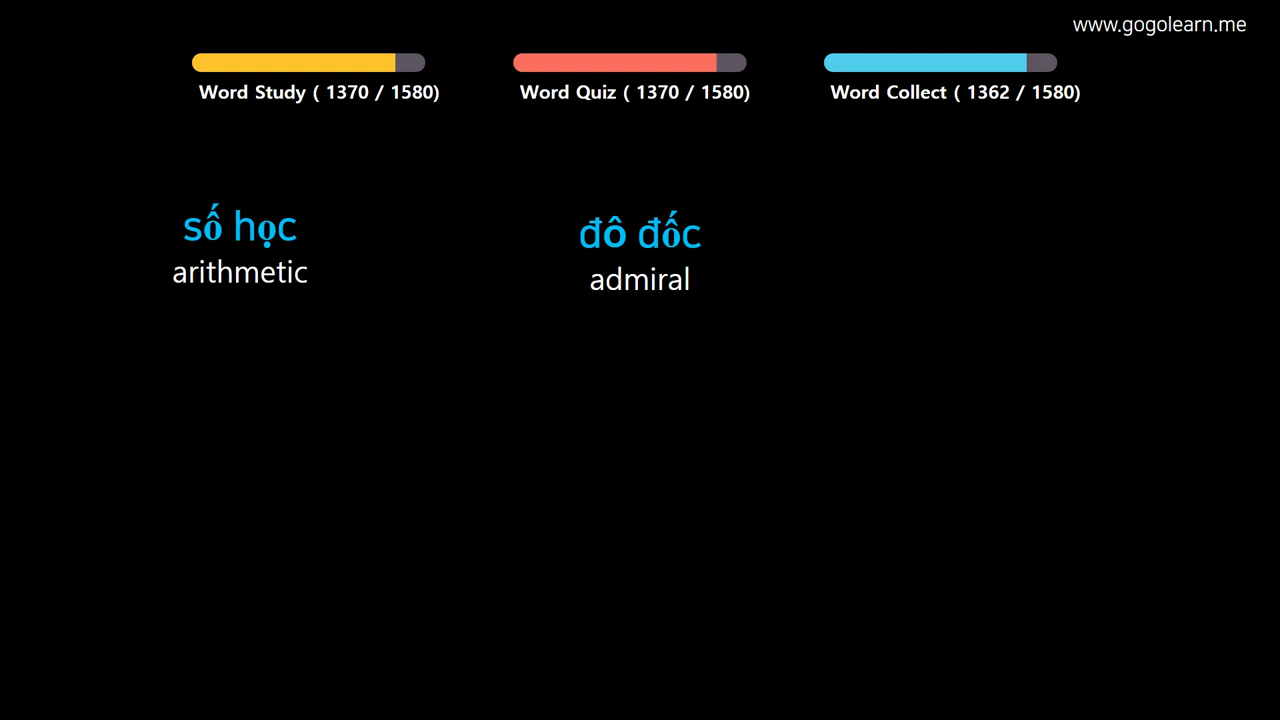 www.gogolearn.me
Word Study ( 1370 / 1580)
Word Quiz ( 1370 / 1580)
Word Collect ( 1362 / 1580)
số học
arithmetic
đô đốc
admiral